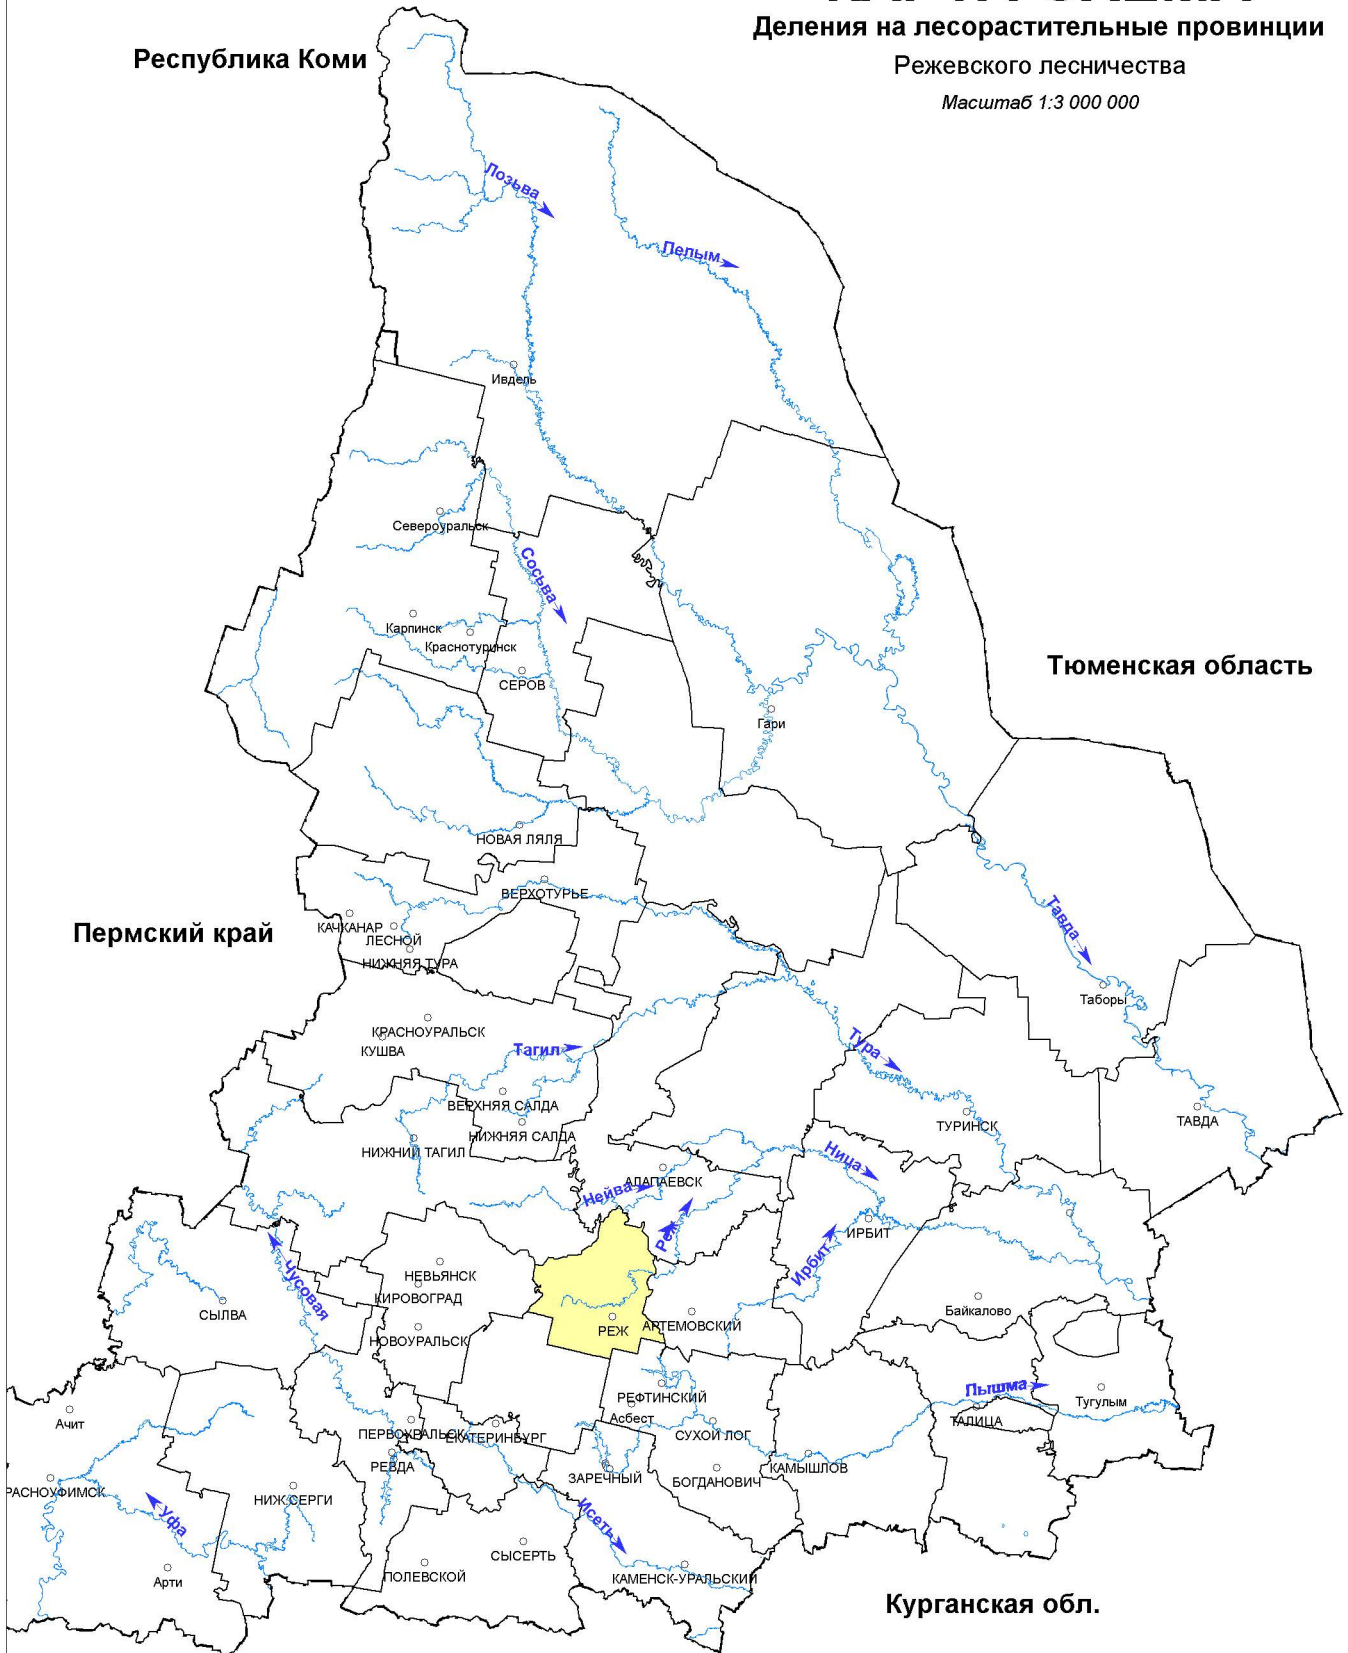 Деления на лесорастительные провинции
Режевского лесничества
Масштаб 1:3 000 000
Республика Коми
Лозьва
Пелым
Ивдель
Североуральск
Сосьва
Карпинск
Краснотуринск
СЕРОВ
Тюменская область
Гари
НОВАЯ ЛЯЛЯ
ВЕРХОТУРЬЕ
Пермский край
КАЧКАНАР
ЛЕСНОЙ
НИЖНЯЯ ТУРА
Тавда
Таборы
КРАСНОУРАЛЬСК
КУШВА
Тагил
Тура
ВЕРХНЯЯ САЛДА
НИЖНЯЯ САЛДА
ТУРИНСК
ТАВДА
НИЖНИЙ ТАГИЛ
Ница
АЛАПАЕВСК
Нейва
Реж
ИРБИТ
Ирбит
НЕВЬЯНСК
КИРОВОГРАД
Чусовая
СЫЛВА
Байкалово
РЕЖ
АРТЕМОВСКИЙ
НОВОУРАЛЬСК
РЕФТИНСКИЙ
Пышма
Тугулым
Ачит
Асбест
ТАЛИЦА
ПЕРВОУРАЛЬСК
ЕКАТЕРИНБУРГ
СУХОЙ ЛОГ
РЕВДА
ЗАРЕЧНЫЙ
БОГДАНОВИЧ
КАМЫШЛОВ
РАСНОУФИМСК
НИЖ.СЕРГИ
Уфа
Исеть
СЫСЕРТЬ
Арти
ПОЛЕВСКОЙ
КАМЕНСК-УРАЛЬСКИЙ
Курганская обл.